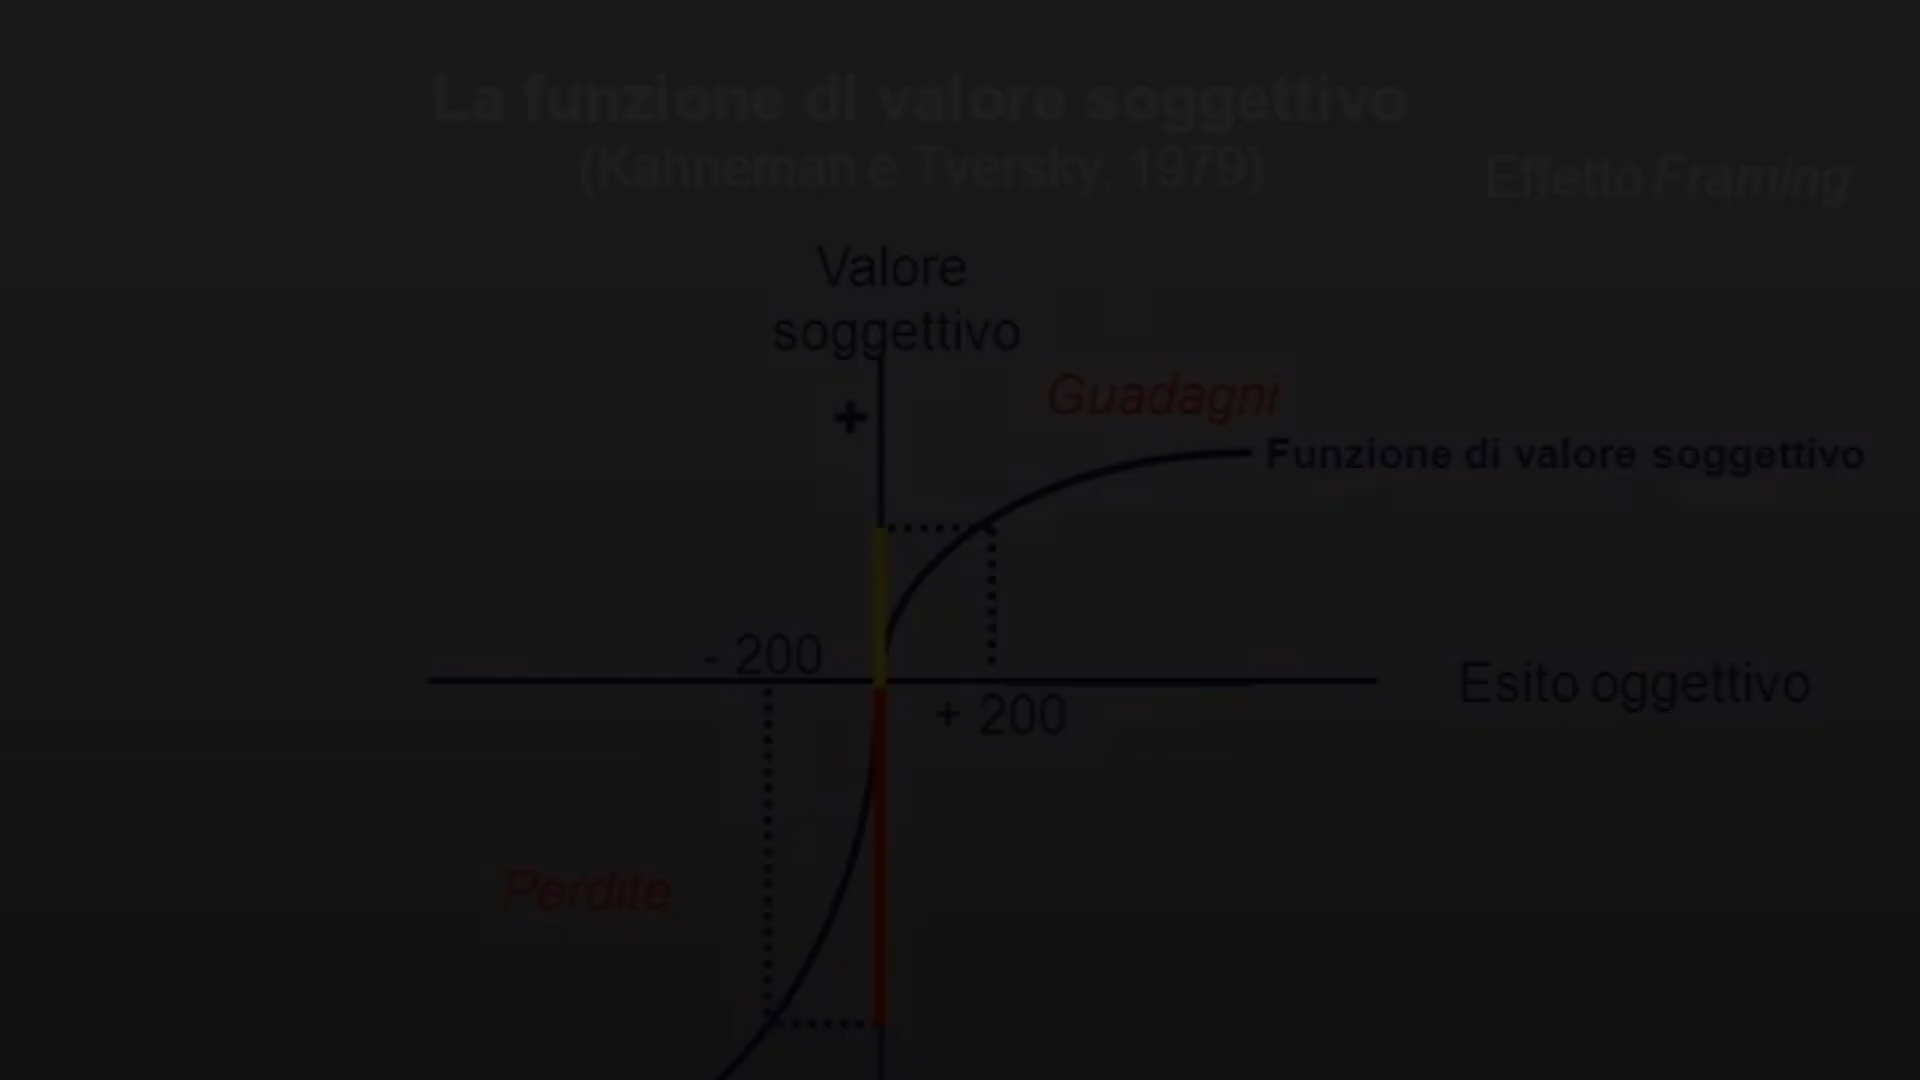 La funzione di valore soggettivo
(Kahneman e Tversky, 1979)
Effetto Framing
Valore
soggettivo
+
Guadagni
Funzione di valore soggettivo
- 200
+ 200
Esito oggettivo
Perdite